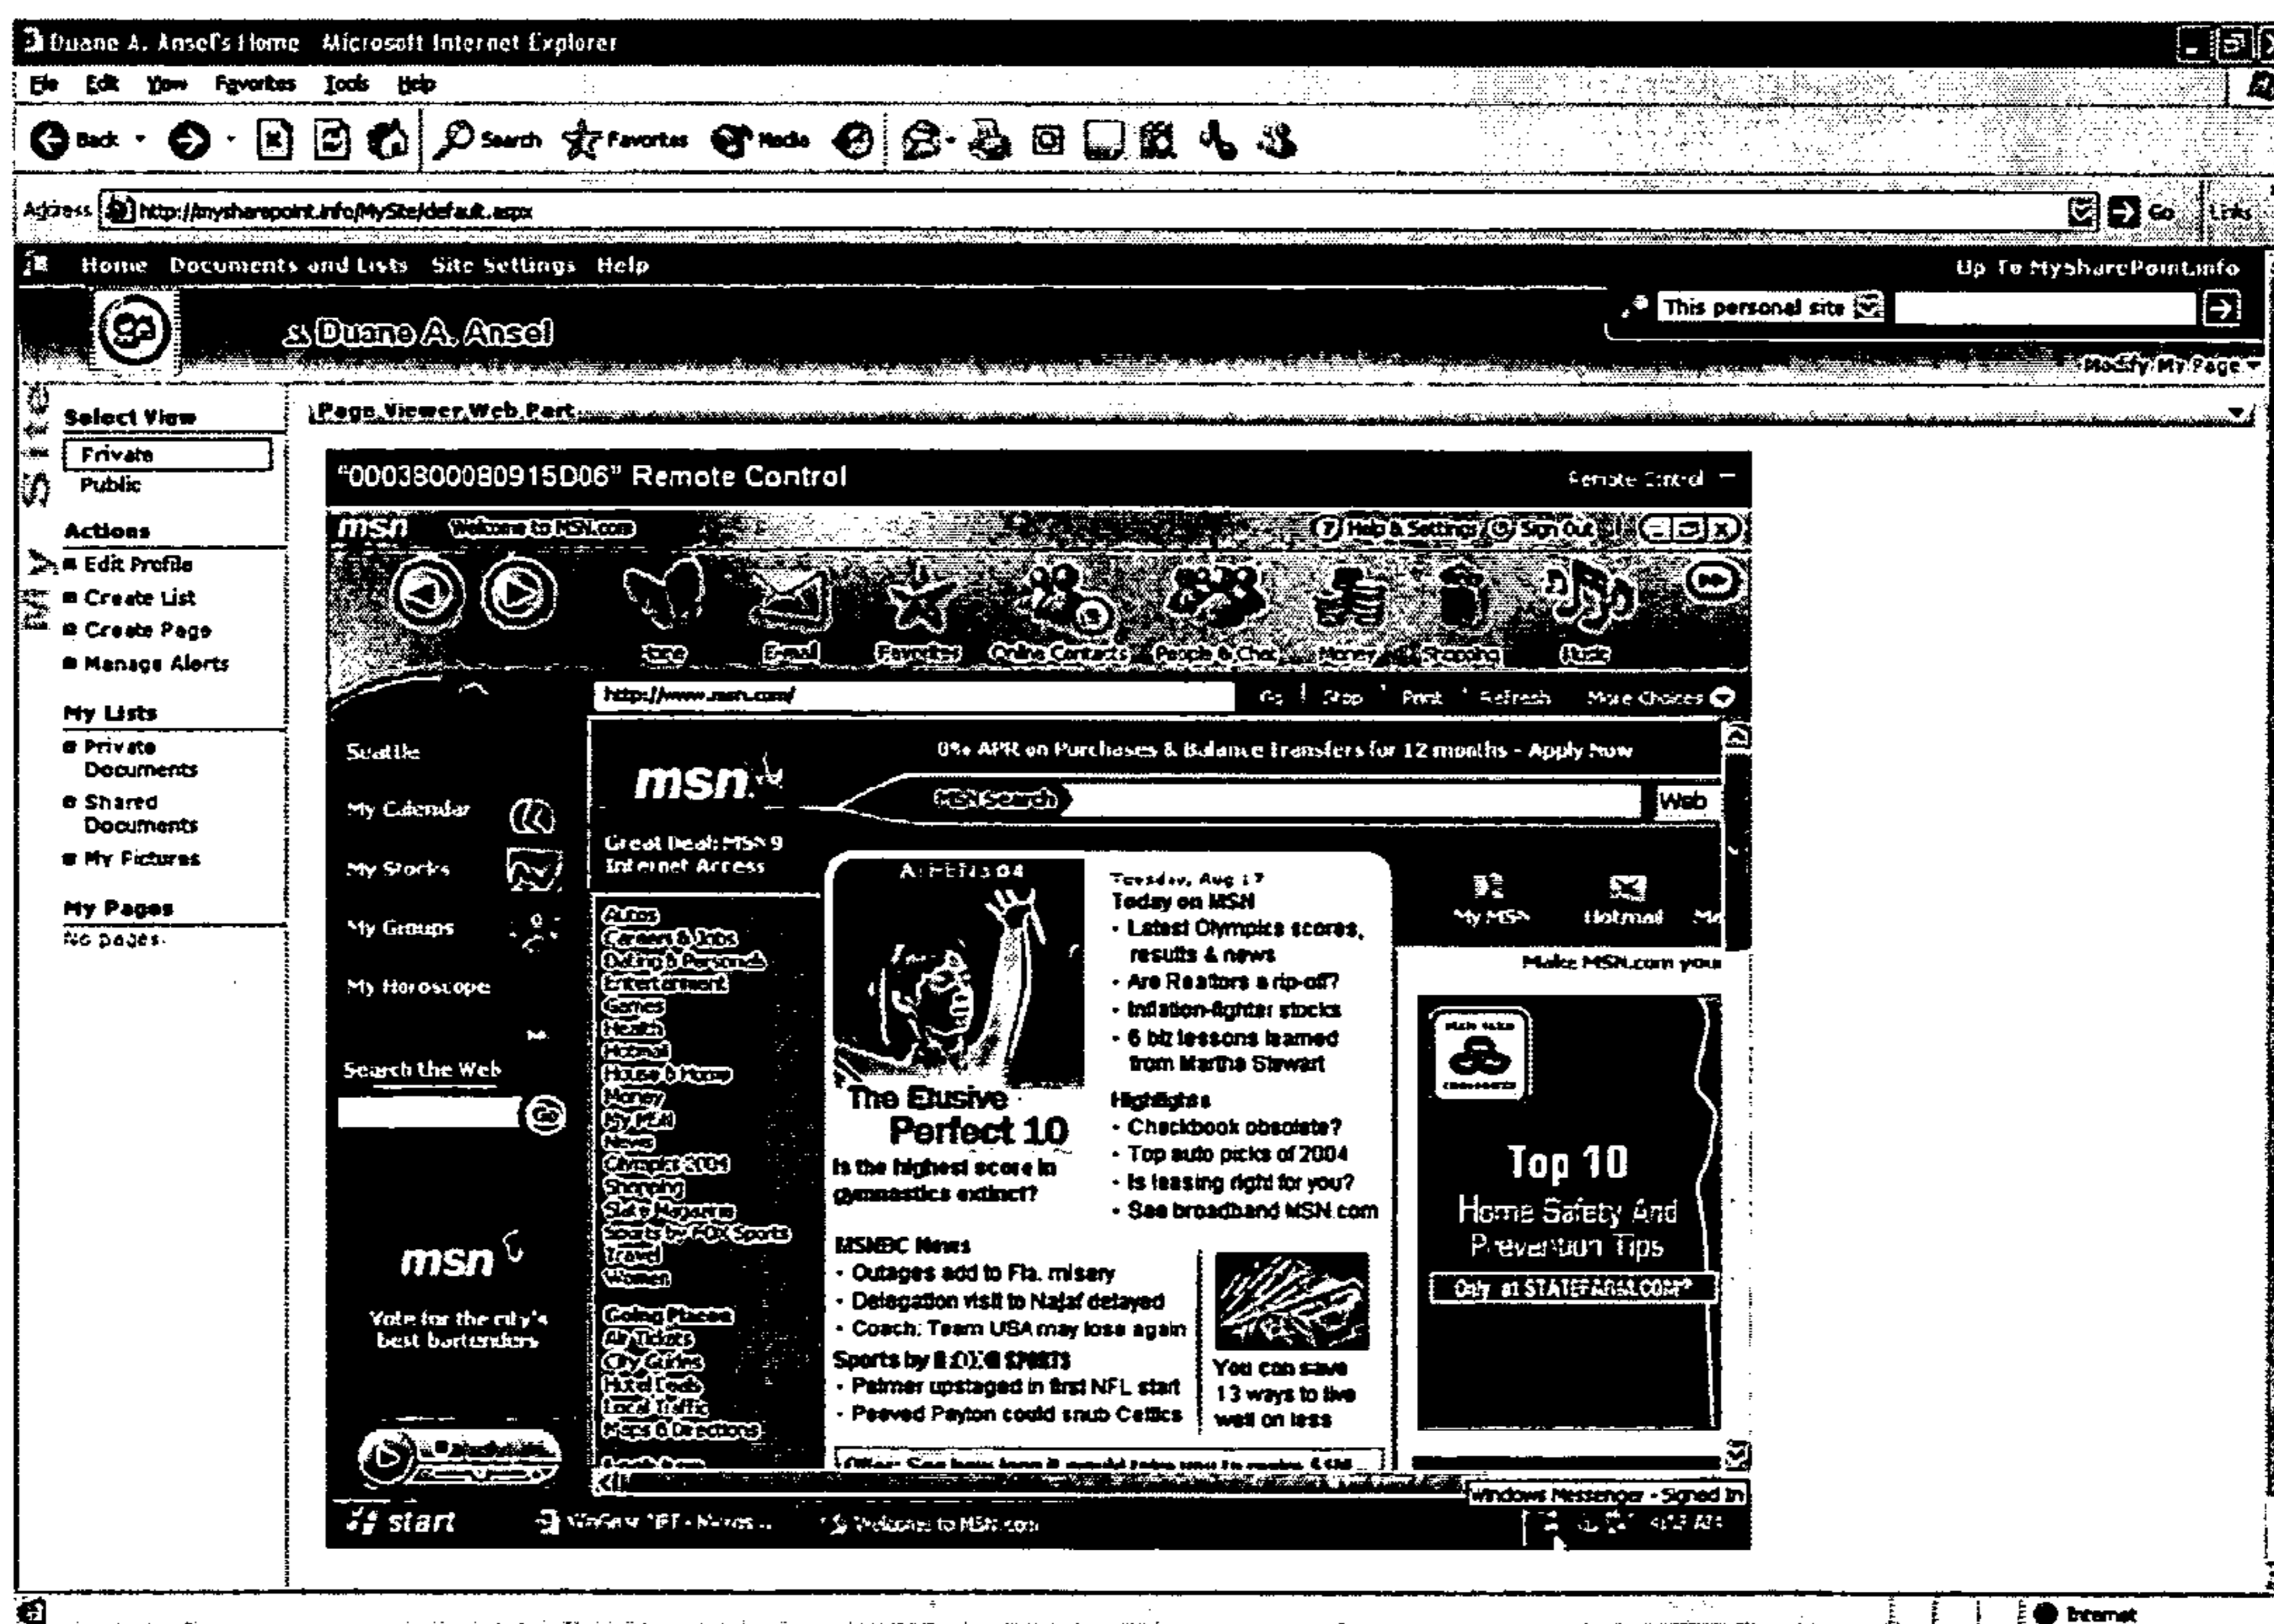 Duane A. Ansel's Home Microsoft Internet Explorer
File Edit View Favorites Tools Help
Back Search Favorites Media
Address http://mysharepoint.info/MySite/default.aspx Go Links
Home Documents and Lists Site Settings Help Up To MySharePoint.info
Duane A. Ansel This personal site
Modify My Page
My Site
Select View
Private
Public
Actions
Edit Profile
Create List
Create Page
Manage Alerts
My Lists
Private
Documents
Shared
Documents
My Pictures
My Pages
No pages.
Page Viewer Web Part
"0003800080915D06" Remote Control Remote Control
msn Welcome to MSN.com Help & Settings Sign Out
Home E-mail Favorites Online Contacts People & Chat Money Shopping Music
http://www.msn.com/ Go Stop Print Refresh More Choices
Seattle
My Calendar
My Stocks
My Groups
My Horoscope
Search the Web
Go
msn
Vote for the city's
best bartenders
msn
0% APR on Purchases & Balance Transfers for 12 months - Apply Now
MSN Search Web
Great Deal: MSN 9
Internet Access
My MSN Hotmail
Make MSN.com your
Autos
Careers & Jobs
Dating & Personals
Entertainment
Games
Health
Hotmail
House & Home
Money
My MSN
News
Olympics 2004
Shopping
Slate Magazine
Sports by FOX Sports
Travel
Women
Going Places
Air Tickets
City Guides
Hotel Deals
Local Traffic
Maps & Directions
ATHENS 04
The Elusive
Perfect 10
Is the highest score in
gymnastics extinct?
Tuesday, Aug 17
Today on MSN
- Latest Olympics scores,
results & news
- Are Realtors a rip-off?
- Inflation-fighter stocks
- 6 biz lessons learned
from Martha Stewart
Highlights
- Checkbook obsolete?
- Top auto picks of 2004
- Is leasing right for you?
- See broadband MSN.com
MSNBC News
- Outages add to Fla. misery
- Delegation visit to Najaf delayed
- Coach: Team USA may lose again
Sports by FOX SPORTS
- Palmer upstaged in first NFL start
- Peeved Payton could snub Celtics
You can save
13 ways to live
well on less
Top 10
Home Safety And
Prevention Tips
Only at STATEFARM.COM
Windows Messenger - Signed In
start Welcome to MSN.com
Internet